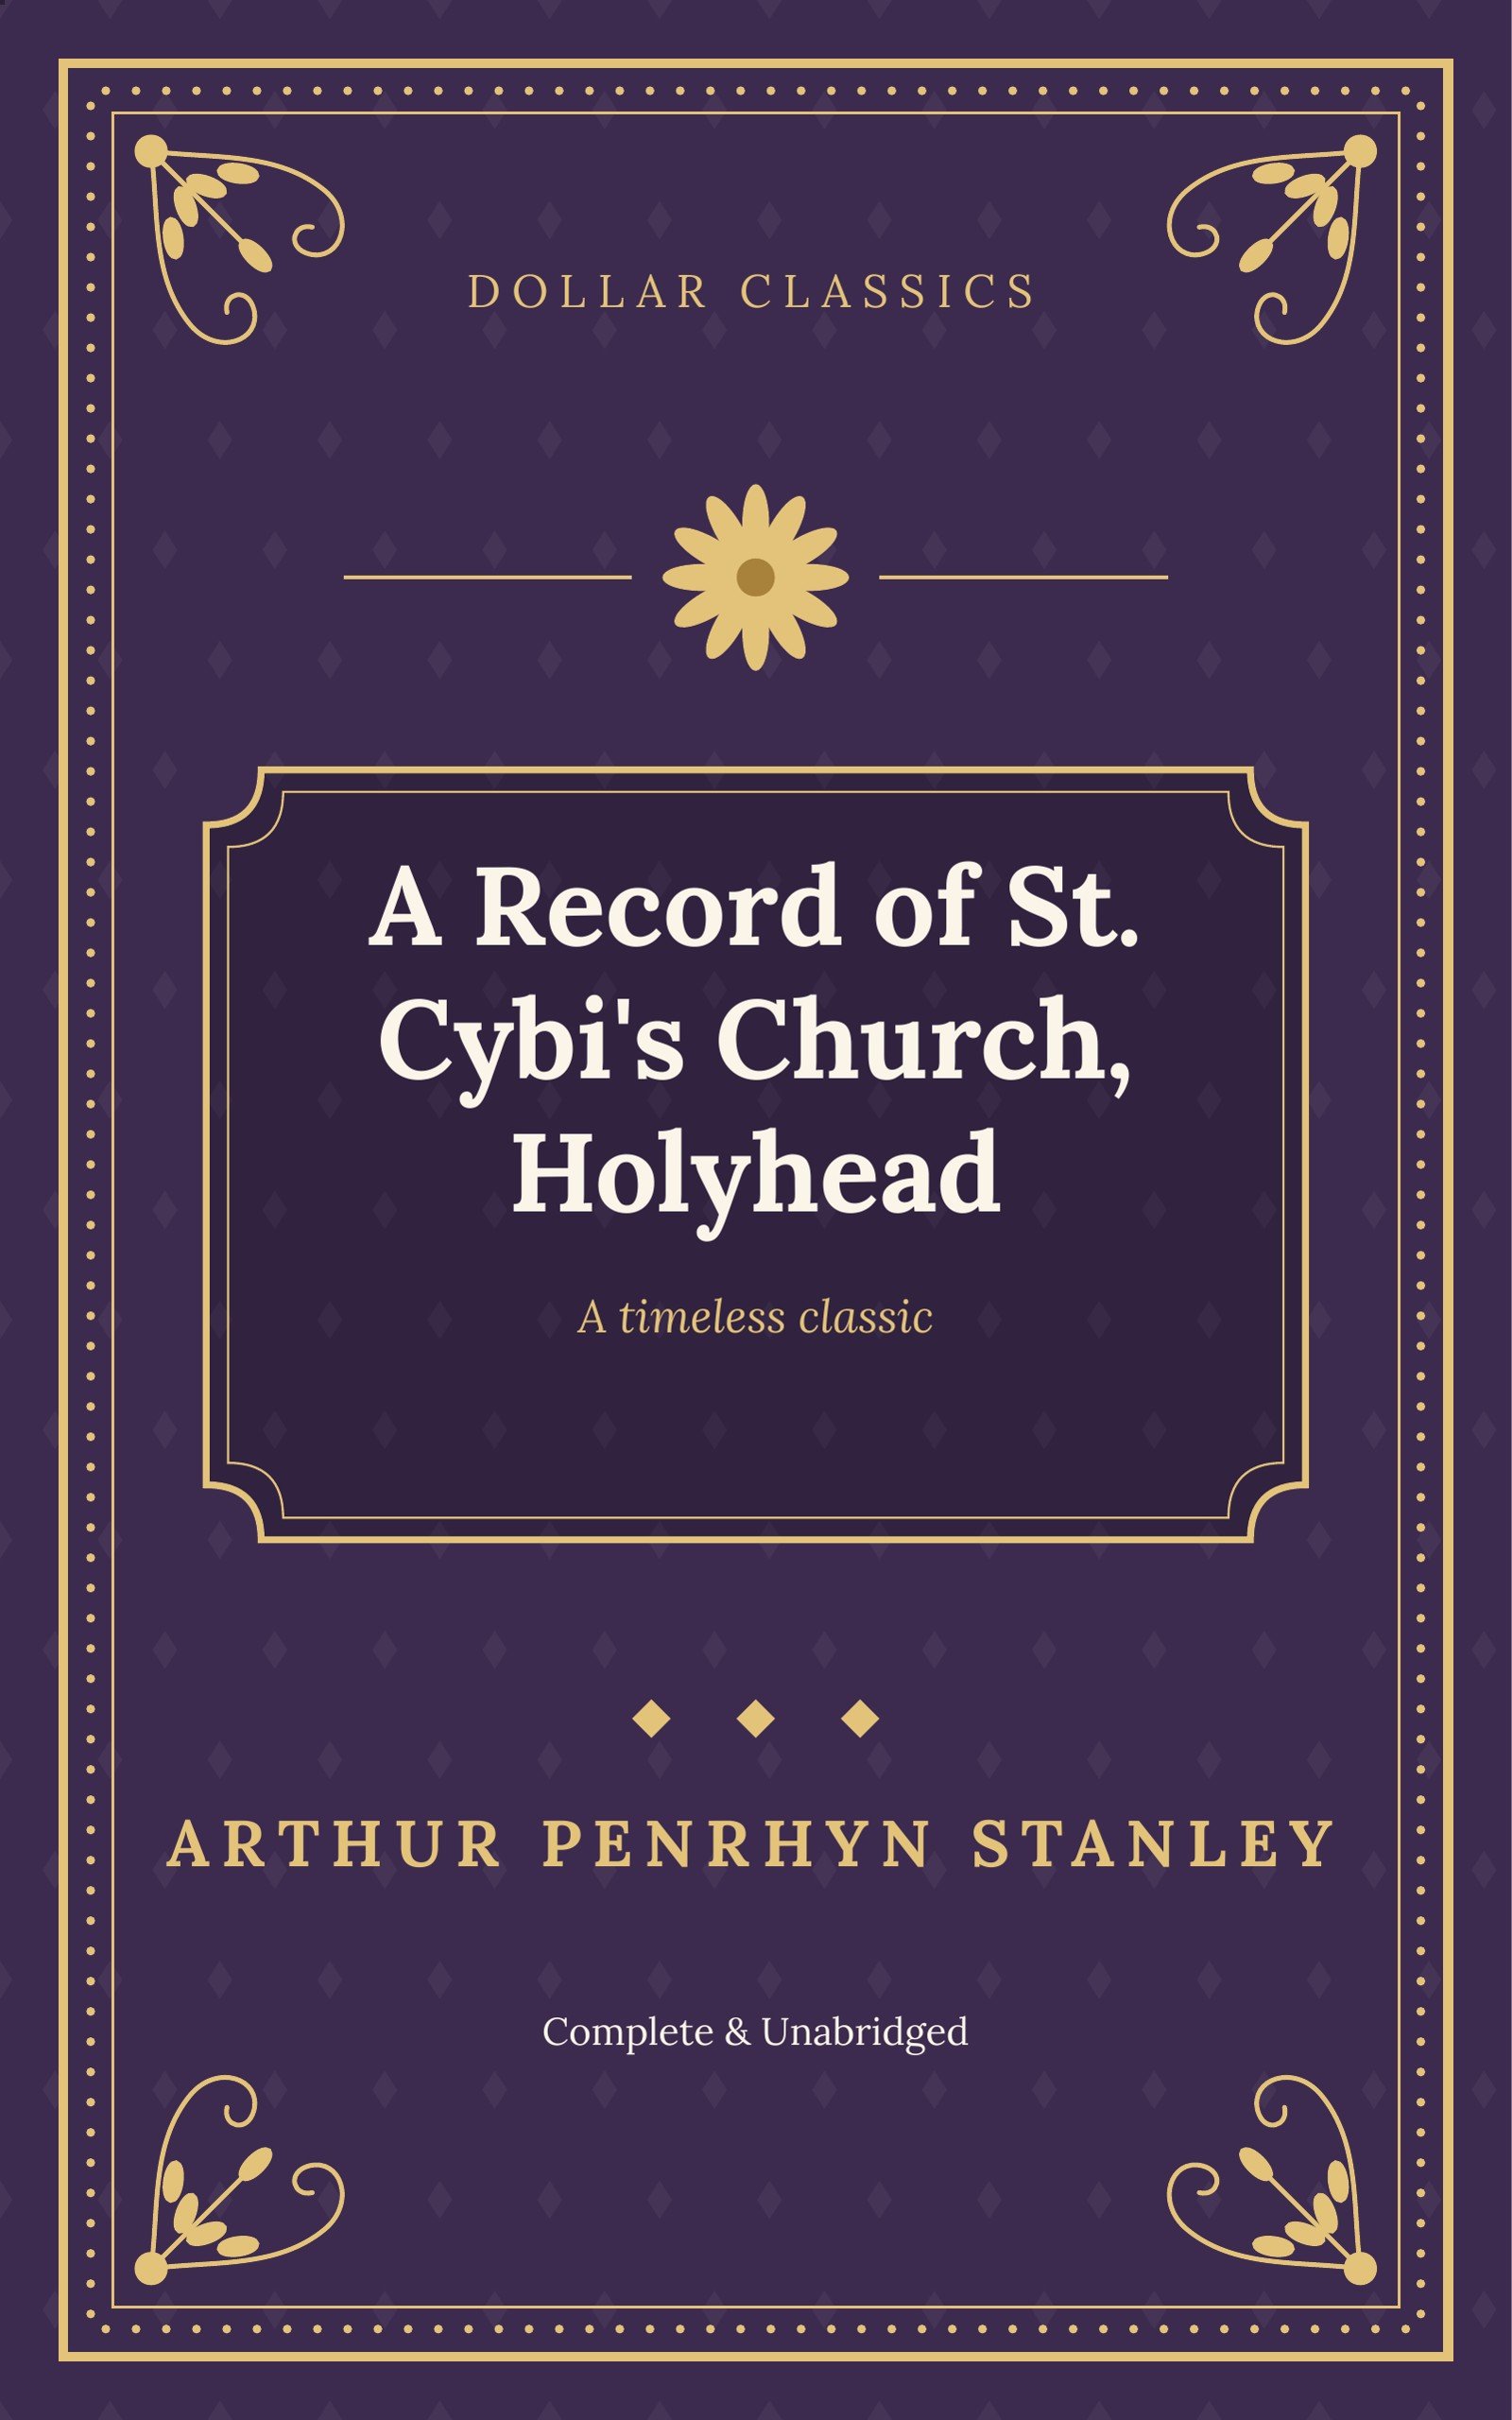 DOLLAR CLASSICS
A Record of St.
Cybi's Church,
Holyhead
A timeless classic
ARTHUR PENRHYN STANLEY
Complete & Unabridged